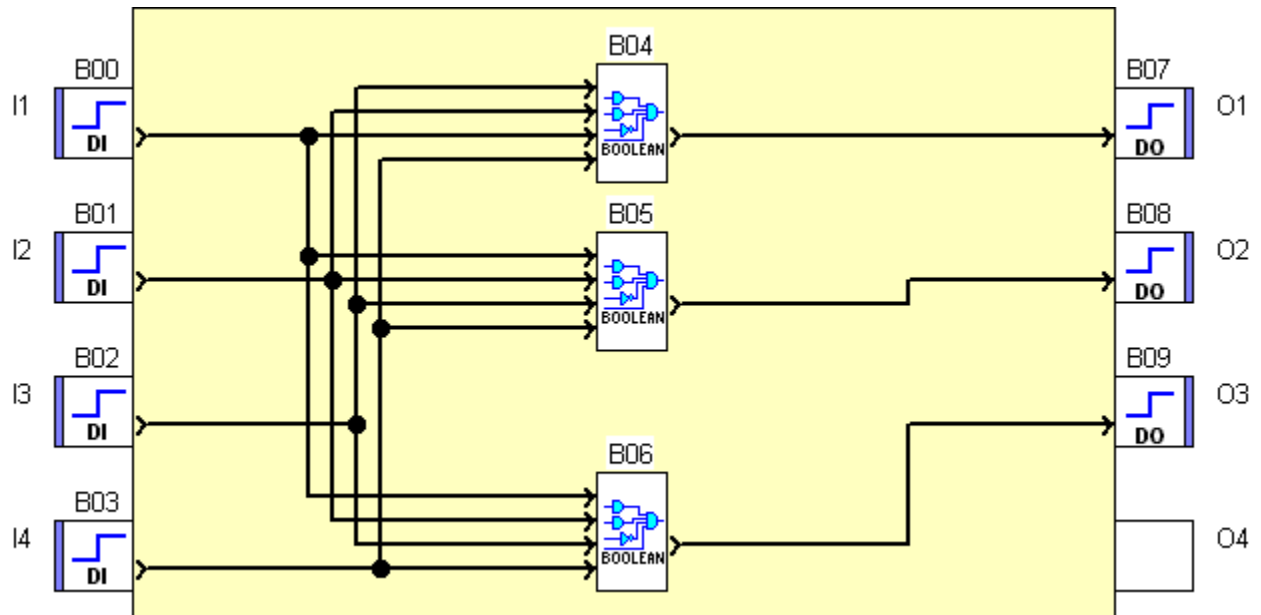 B04
B00
B07
I1
O1
DI
BOOLEAN
DO
B01
B05
B08
I2
O2
DI
BOOLEAN
DO
B02
B09
I3
O3
DI
DO
B06
B03
I4
O4
BOOLEAN
DI